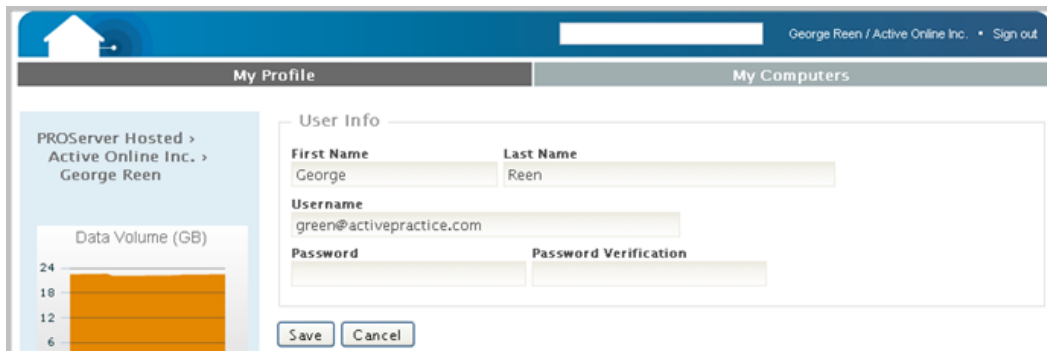 George Reen / Active Online Inc. • Sign out
My Profile My Computers
PROServer Hosted ›
Active Online Inc. ›
George Reen
Data Volume (GB)
24
18
12
6
User Info
First Name Last Name
George Reen
Username
green@activepractice.com
Password Password Verification
Save Cancel